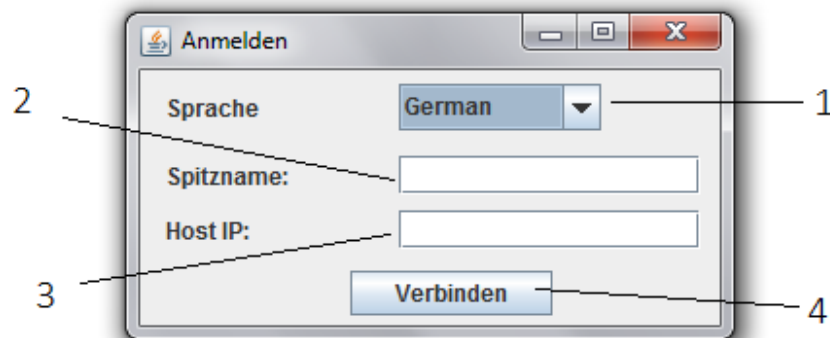 Anmelden
2
Sprache German 1
Spitzname:
Host IP:
3 Verbinden 4